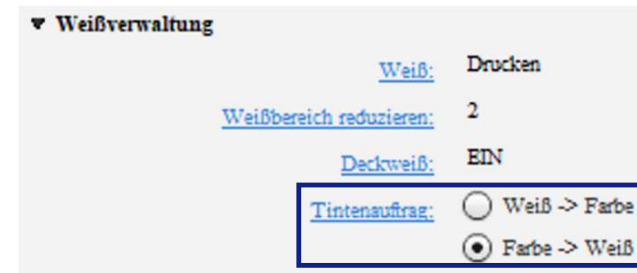 Weißverwaltung
Weiß: Drucken
Weißbereich reduzieren: 2
Deckweiß: EIN
Tintenauftrag: Weiß -> Farbe
Farbe -> Weiß